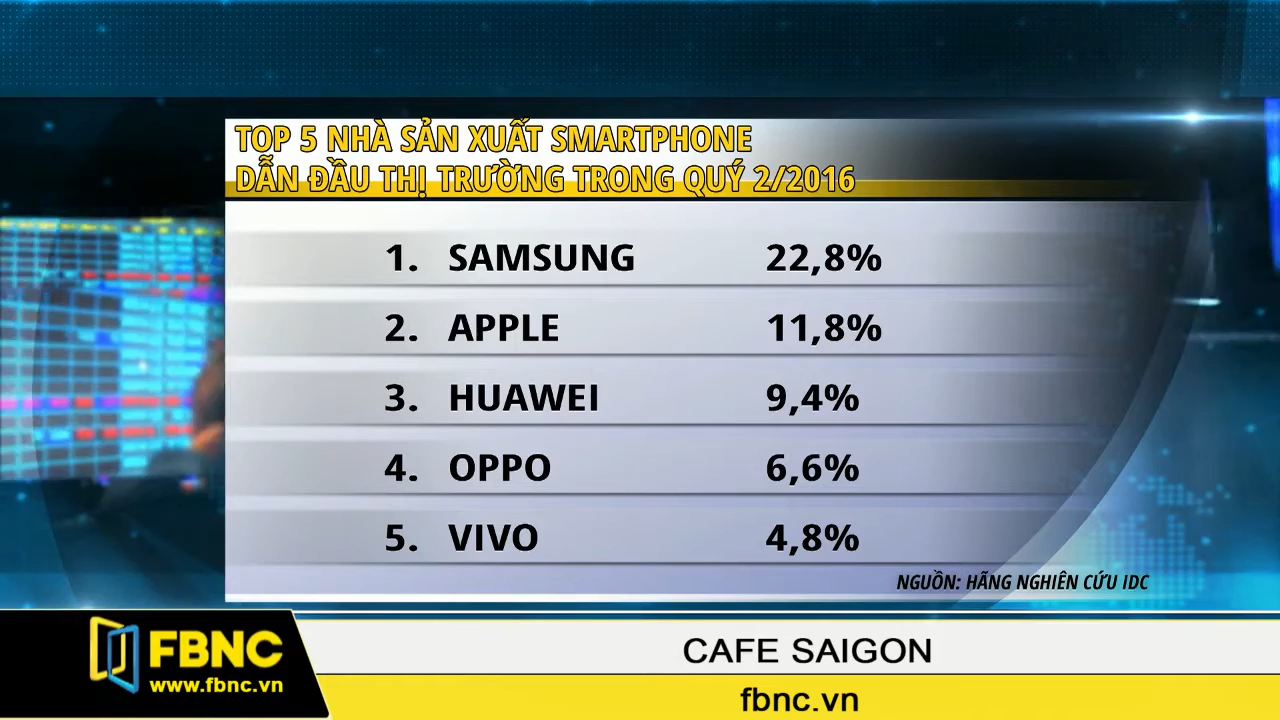 TOP 5 NHÀ SẢN XUẤT SMARTPHONE
DẪN ĐẦU THỊ TRƯỜNG TRONG QUÝ 2/2016
1. SAMSUNG 22,8%
2. APPLE 11,8%
3. HUAWEI 9,4%
4. OPPO 6,6%
5. VIVO 4,8%
NGUỒN: HÃNG NGHIÊN CỨU IDC
FBNC
www.fbnc.vn
CAFE SAIGON
fbnc.vn